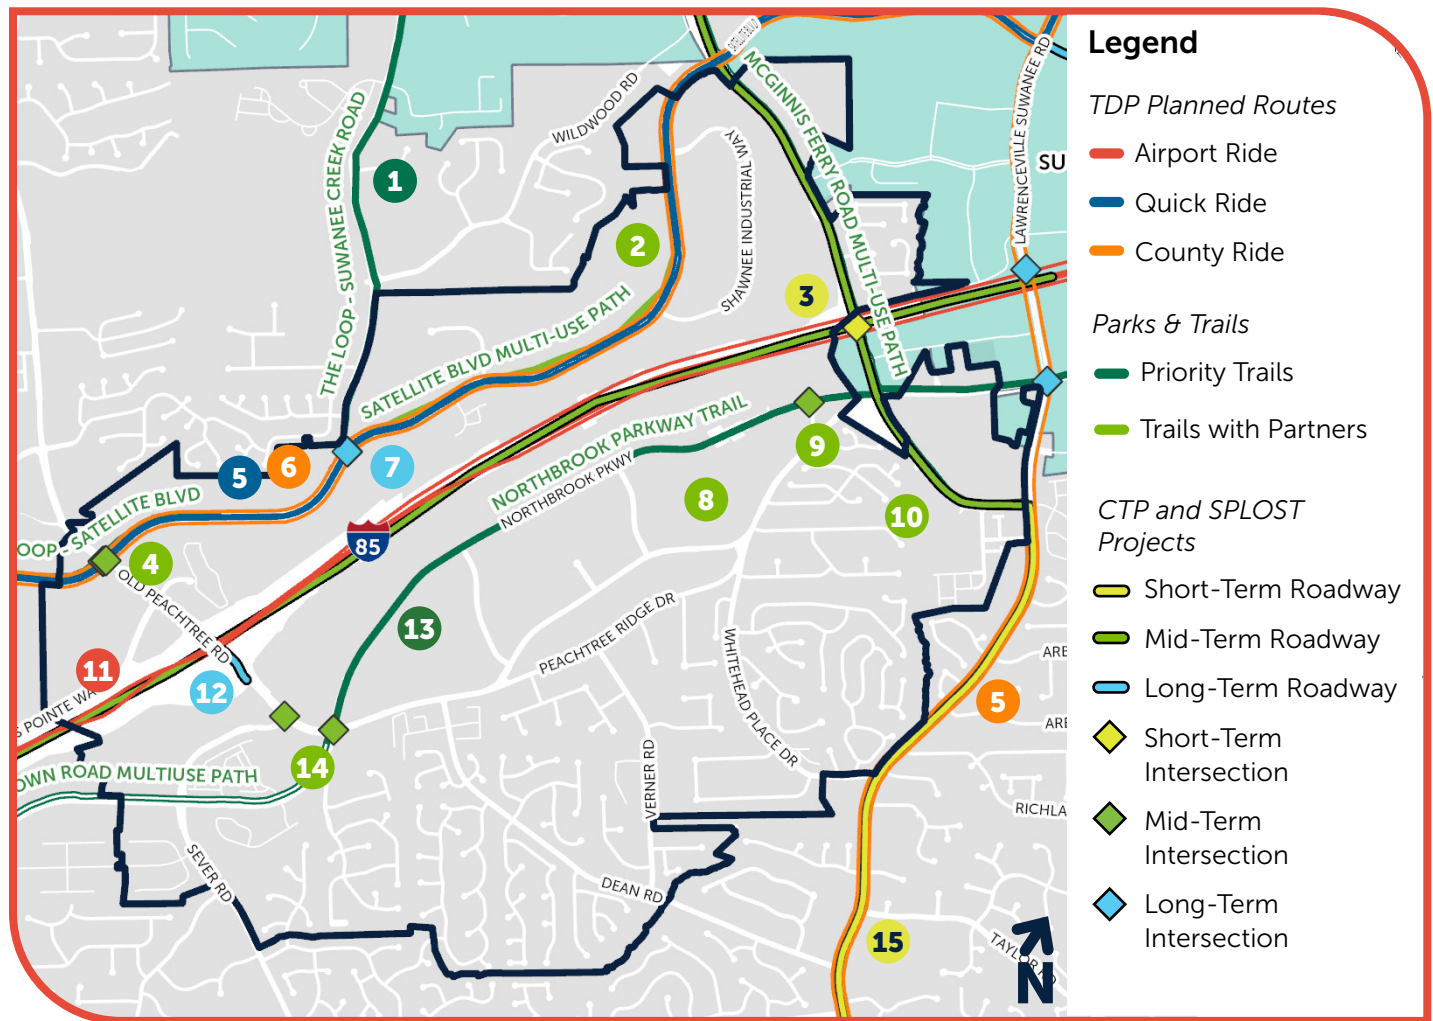 THE LOOP - SUWANEE CREEK ROAD
WILDWOOD RD
MCGINNIS FERRY ROAD MULTI-USE PATH
SHAWNEE INDUSTRIAL WAY
LAWRENCEVILLE SUWANEE RD
SU
1
2
3
SATELLITE BLVD MULTI-USE PATH
5
6
7
NORTHBROOK PARKWAY TRAIL
NORTHBROOK PKWY
8
9
10
OOP - SATELLITE BLVD
4
85
OLD PEACHTREE RD
11
12
13
S POINTE WA
PEACHTREE RIDGE DR
WHITEHEAD PLACE DR
5
ARE
ARE
14
OWN ROAD MULTIUSE PATH
VERNER RD
RICHLA
SEVER RD
DEAN RD
15
TAYLOR RD
N
Legend
TDP Planned Routes
Airport Ride
Quick Ride
County Ride
Parks & Trails
Priority Trails
Trails with Partners
CTP and SPLOST
Projects
Short-Term Roadway
Mid-Term Roadway
Long-Term Roadway
Short-Term
Intersection
Mid-Term
Intersection
Long-Term
Intersection